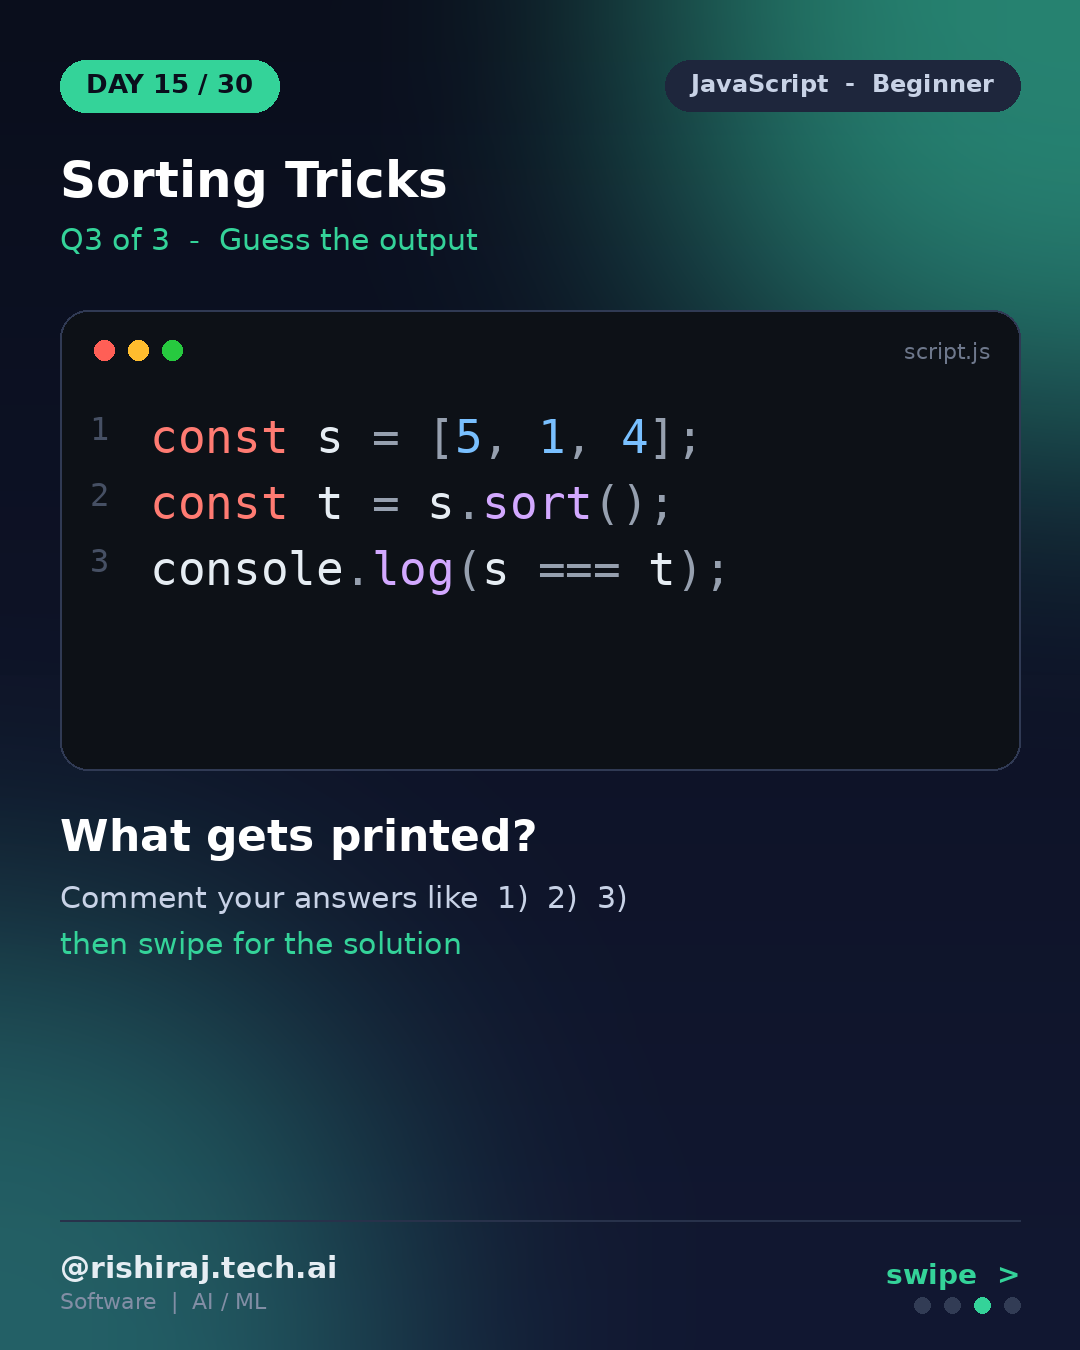 DAY 15 / 30
JavaScript - Beginner
Sorting Tricks
Q3 of 3 - Guess the output
script.js
1 const s = [5, 1, 4];
2 const t = s.sort();
3 console.log(s === t);
What gets printed?
Comment your answers like 1) 2) 3)
then swipe for the solution
@rishiraj.tech.ai
Software | AI / ML
swipe >